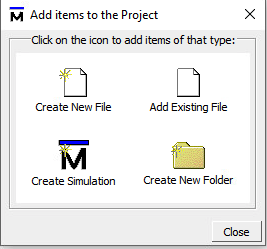 Add items to the Project
Click on the icon to add items of that type:
Create New File
Add Existing File
Create Simulation
Create New Folder
Close